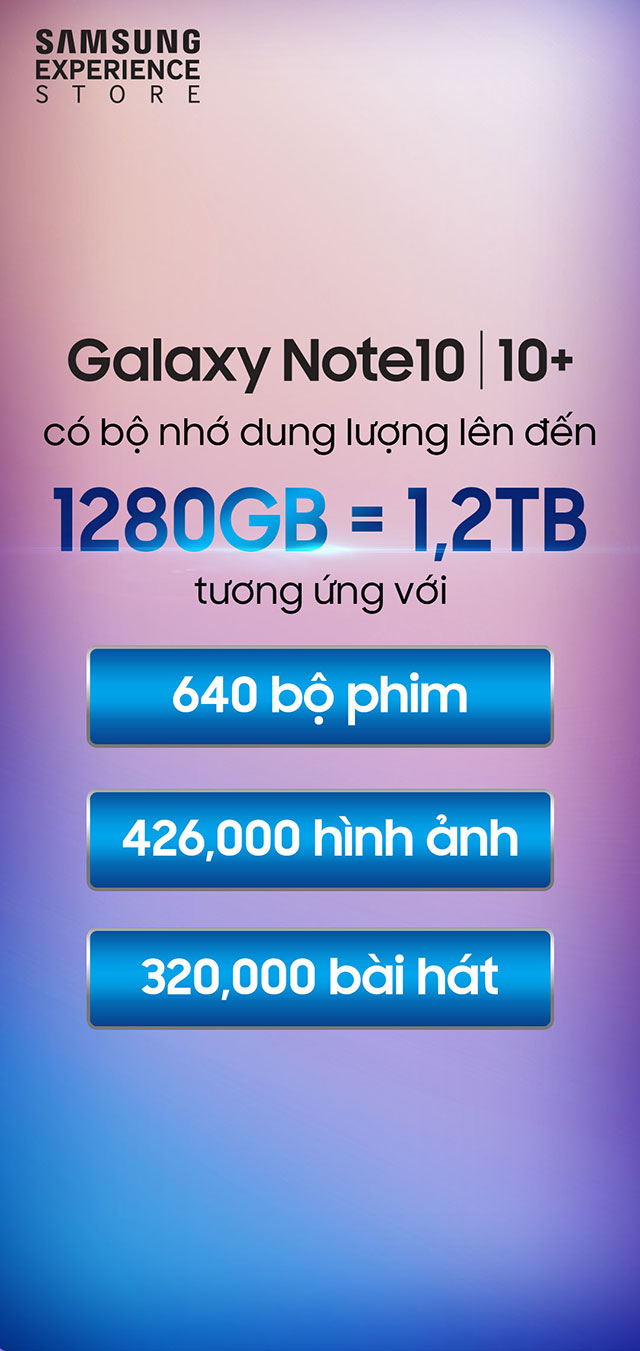 SAMSUNG
EXPERIENCE
STORE
Galaxy Note10 | 10+
có bộ nhớ dung lượng lên đến
1280GB = 1,2TB
tương ứng với
640 bộ phim
426,000 hình ảnh
320,000 bài hát